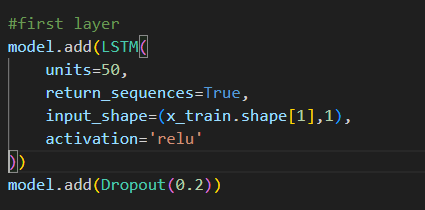 #first layer
model.add(LSTM(
    units=50,
    return_sequences=True,
    input_shape=(x_train.shape[1],1),
    activation='relu'
))
model.add(Dropout(0.2))